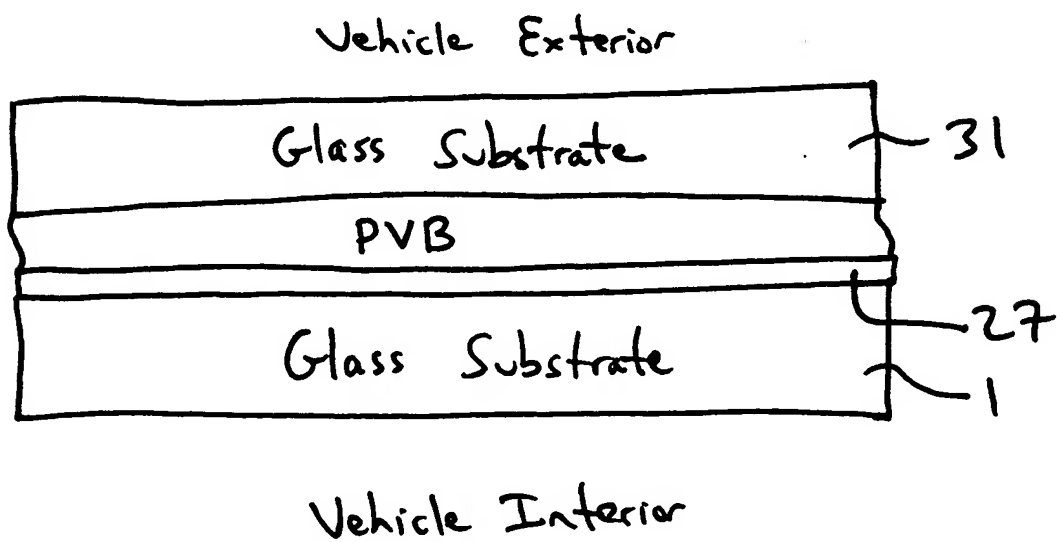 Vehicle Exterior
Glass Substrate 31
PVB
27
Glass Substrate
1
Vehicle Interior